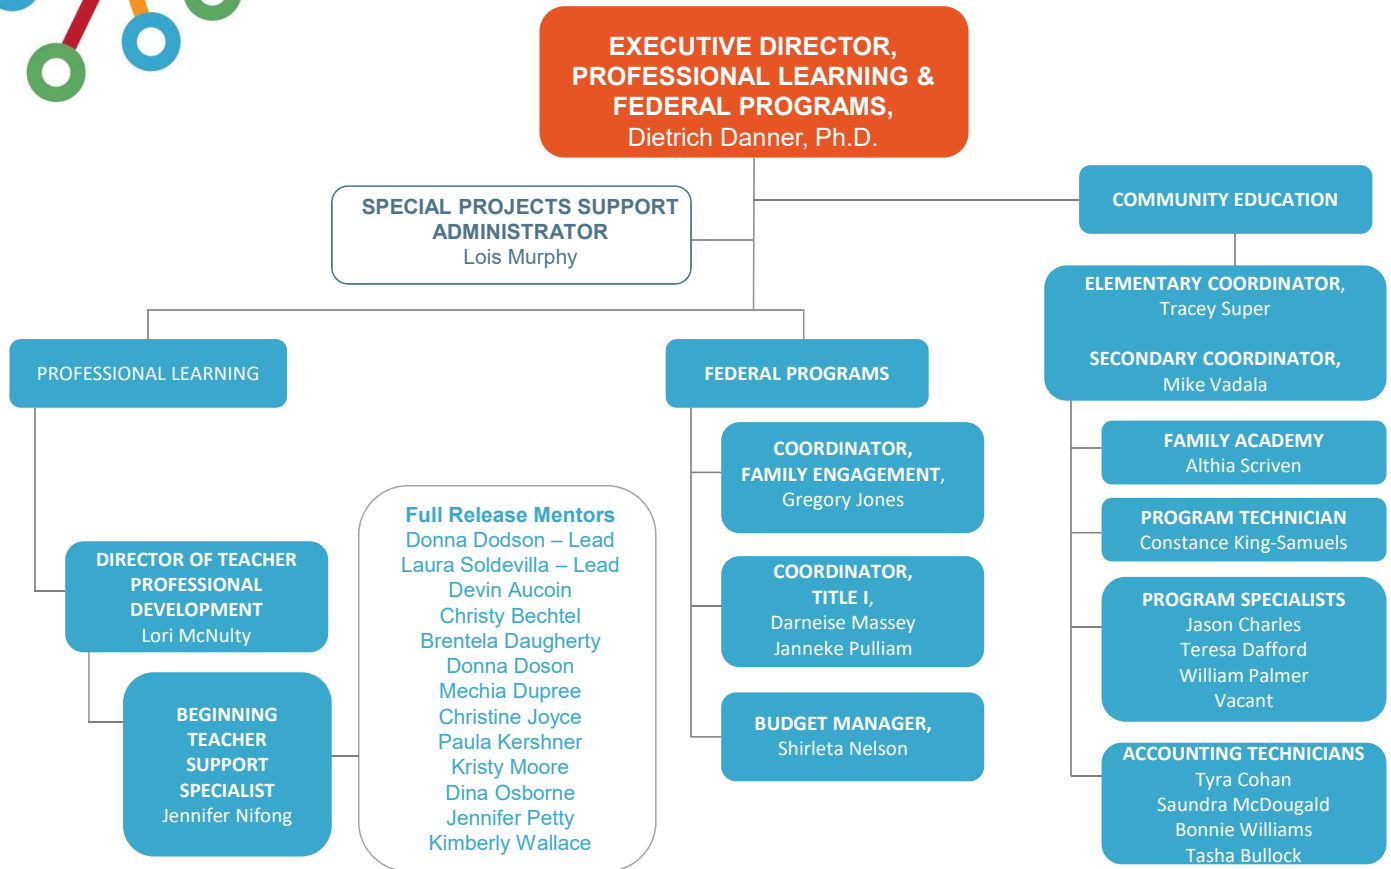 EXECUTIVE DIRECTOR,
PROFESSIONAL LEARNING &
FEDERAL PROGRAMS,
Dietrich Danner, Ph.D.
SPECIAL PROJECTS SUPPORT
ADMINISTRATOR
Lois Murphy
COMMUNITY EDUCATION
ELEMENTARY COORDINATOR,
Tracey Super
SECONDARY COORDINATOR,
Mike Vadala
PROFESSIONAL LEARNING
FEDERAL PROGRAMS
FAMILY ACADEMY
Althia Scriven
COORDINATOR,
FAMILY ENGAGEMENT,
Gregory Jones
PROGRAM TECHNICIAN
Constance King-Samuels
Full Release Mentors
Donna Dodson – Lead
Laura Soldevilla – Lead
Devin Aucoin
Christy Bechtel
Brentela Daugherty
Donna Doson
Mechia Dupree
Christine Joyce
Paula Kershner
Kristy Moore
Dina Osborne
Jennifer Petty
Kimberly Wallace
DIRECTOR OF TEACHER
PROFESSIONAL
DEVELOPMENT
Lori McNulty
COORDINATOR,
TITLE I,
Darneise Massey
Janneke Pulliam
PROGRAM SPECIALISTS
Jason Charles
Teresa Dafford
William Palmer
Vacant
BEGINNING
TEACHER
SUPPORT
SPECIALIST
Jennifer Nifong
BUDGET MANAGER,
Shirleta Nelson
ACCOUNTING TECHNICIANS
Tyra Cohan
Saundra McDougald
Bonnie Williams
Tasha Bullock